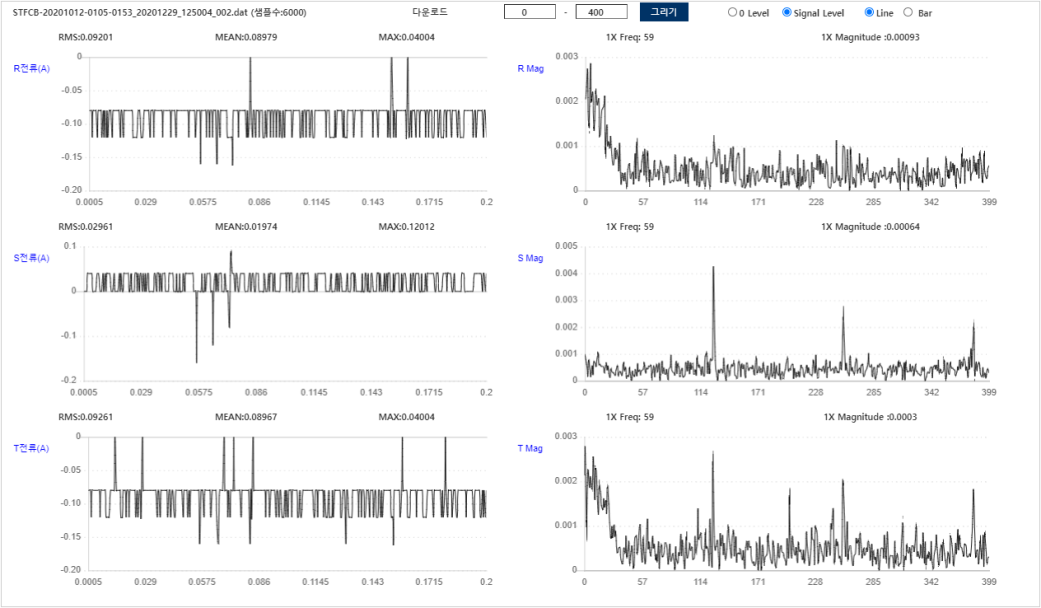 STFCB-20201012-0105-0153_20201229_125004_002.dat (샘플수:6000) 다운로드 0 - 400 그리기 0 Level Signal Level Line Bar
RMS:0.09201 MEAN:0.08979 MAX:0.04004 1X Freq: 59 1X Magnitude :0.00093
R전류(A)
0
-0.05
-0.10
-0.15
-0.20
0.0005 0.029 0.0575 0.086 0.1145 0.143 0.1715 0.2
R Mag
0.003
0.002
0.001
0
0 57 114 171 228 285 342 399
RMS:0.02961 MEAN:0.01974 MAX:0.12012 1X Freq: 59 1X Magnitude :0.00064
S전류(A)
0.1
0
-0.1
-0.2
0.0005 0.029 0.0575 0.086 0.1145 0.143 0.1715 0.2
S Mag
0.005
0.004
0.003
0.002
0.001
0
0 57 114 171 228 285 342 399
RMS:0.09261 MEAN:0.08967 MAX:0.04004 1X Freq: 59 1X Magnitude :0.0003
T전류(A)
0
-0.05
-0.10
-0.15
-0.20
0.0005 0.029 0.0575 0.086 0.1145 0.143 0.1715 0.2
T Mag
0.003
0.002
0.001
0
0 57 114 171 228 285 342 399